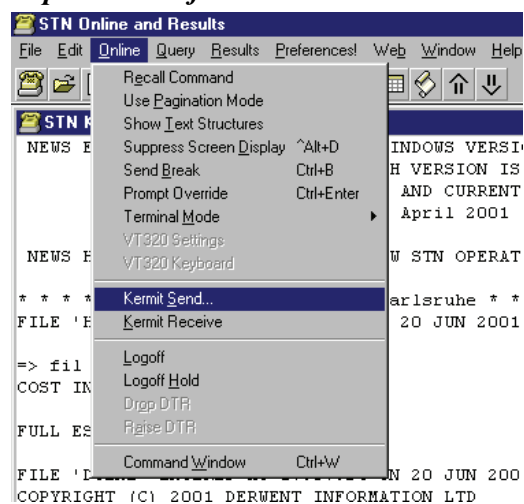 STN Online and Results
File Edit Online Query Results Preferences! Web Window Help
Recall Command
Use Pagination Mode
Show Text Structures
Suppress Screen Display ^Alt+D
Send Break Ctrl+B
Prompt Override Ctrl+Enter
Terminal Mode
VT320 Settings
VT320 Keyboard
Kermit Send...
Kermit Receive
Logoff
Logoff Hold
Drop DTR
Raise DTR
Command Window Ctrl+W
STN
NEWS
VERSION IS
AND CURRENT
April 2001
NEWS
STN OPERAT
* * * * arlsruhe * *
FILE 20 JUN 2001
=> fil
COST IN
FULL ES
FILE 20 JUN 200
COPYRIGHT (C) 2001 DERWENT INFORMATION LTD